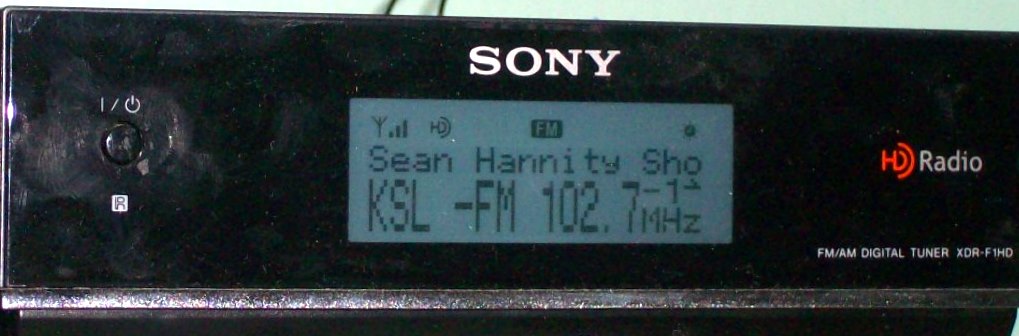 SONY
I/⏻
FM
Sean Hannity Sho
KSL -FM 102.7-1
MHz
HD Radio
R
FM/AM DIGITAL TUNER XDR-F1HD